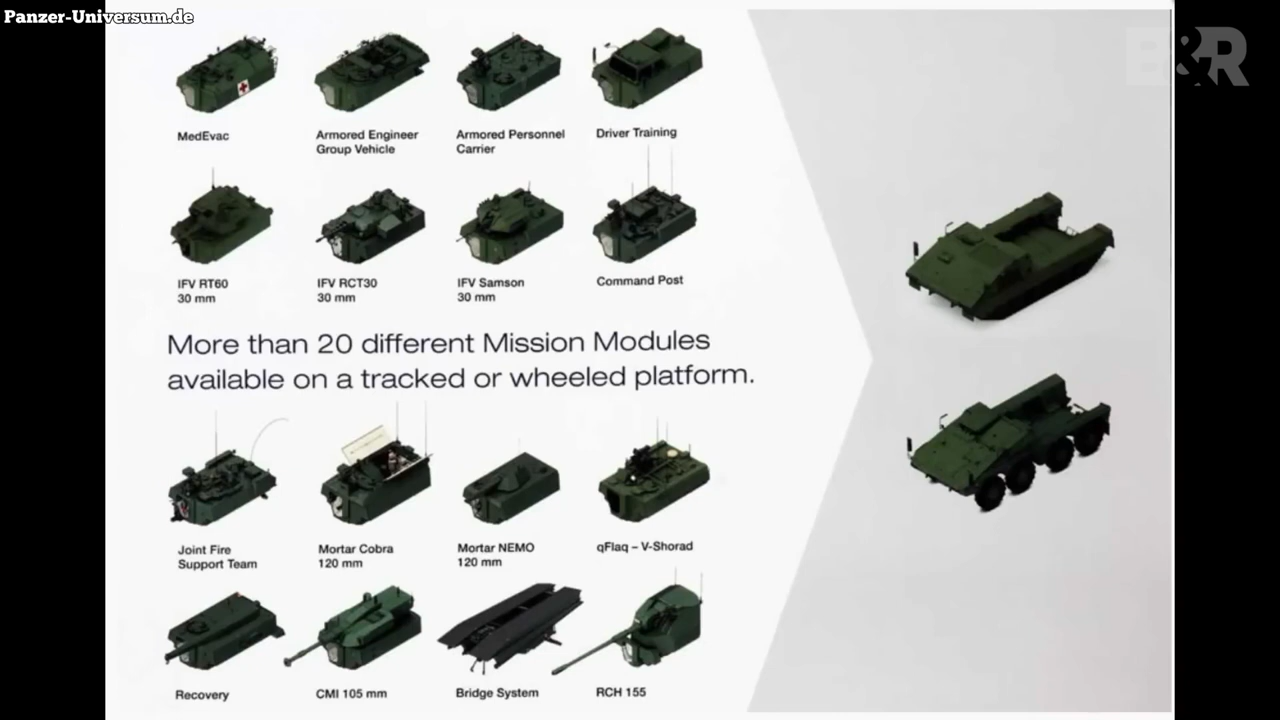 Panzer-Universum.de
B&R
MedEvac
Armored Engineer
Group Vehicle
Armored Personnel
Carrier
Driver Training
IFV RT60
30 mm
IFV RCT30
30 mm
IFV Samson
30 mm
Command Post
More than 20 different Mission Modules
available on a tracked or wheeled platform.
Joint Fire
Support Team
Mortar Cobra
120 mm
Mortar NEMO
120 mm
qFlaq – V-Shorad
Recovery
CMI 105 mm
Bridge System
RCH 155